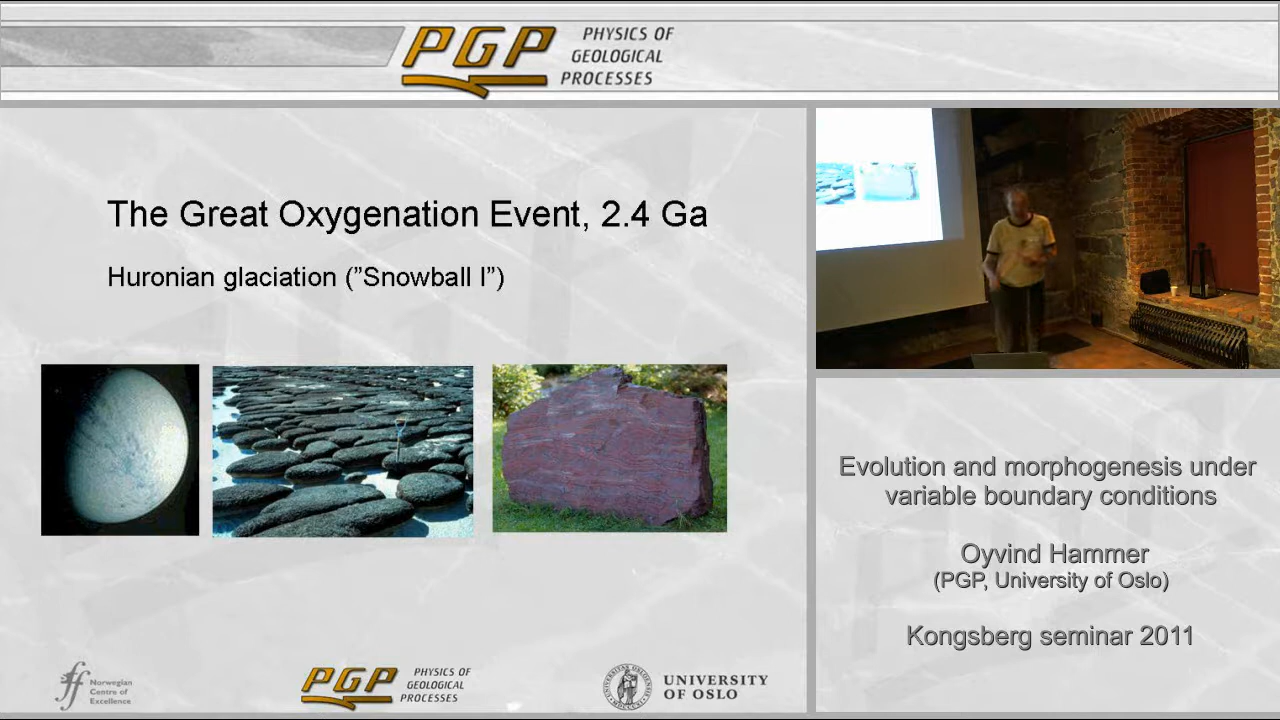 PGP
PHYSICS OF
GEOLOGICAL
PROCESSES
The Great Oxygenation Event, 2.4 Ga
Huronian glaciation (”Snowball I”)
Evolution and morphogenesis under
variable boundary conditions
Oyvind Hammer
(PGP, University of Oslo)
Kongsberg seminar 2011
Norwegian
Centre of
Excellence
PGP
PHYSICS OF
GEOLOGICAL
PROCESSES
UNIVERSITY
OF OSLO